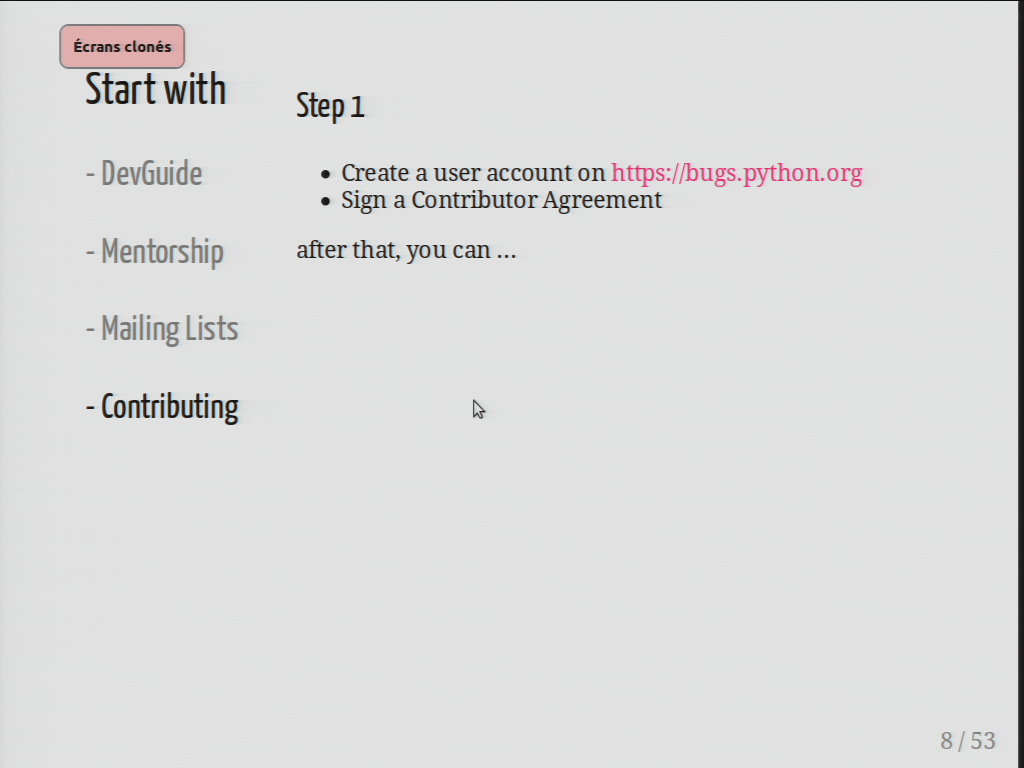 Écrans clonés
Start with
- DevGuide
- Mentorship
- Mailing Lists
- Contributing
Step 1
• Create a user account on https://bugs.python.org
• Sign a Contributor Agreement
after that, you can ...
8 / 53